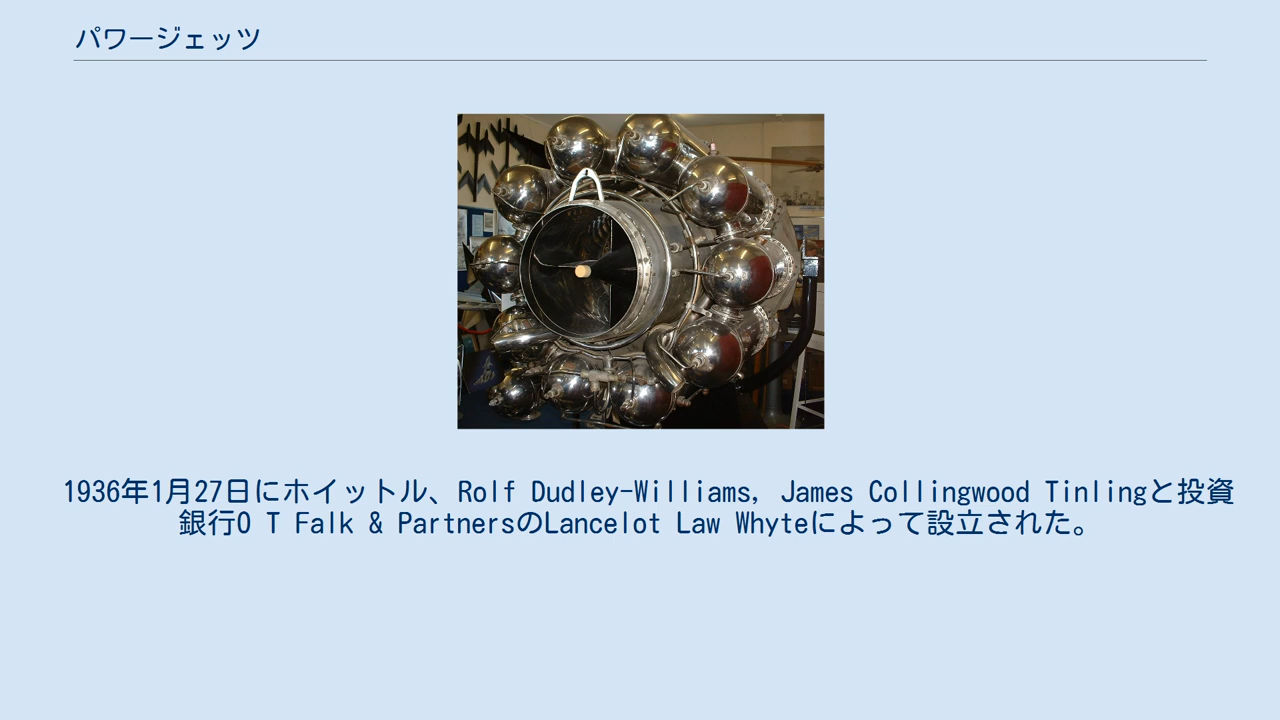 パワージェッツ
1936年1月27日にホイットル、Rolf Dudley-Williams, James Collingwood Tinlingと投資
銀行O T Falk & PartnersのLancelot Law Whyteによって設立された。